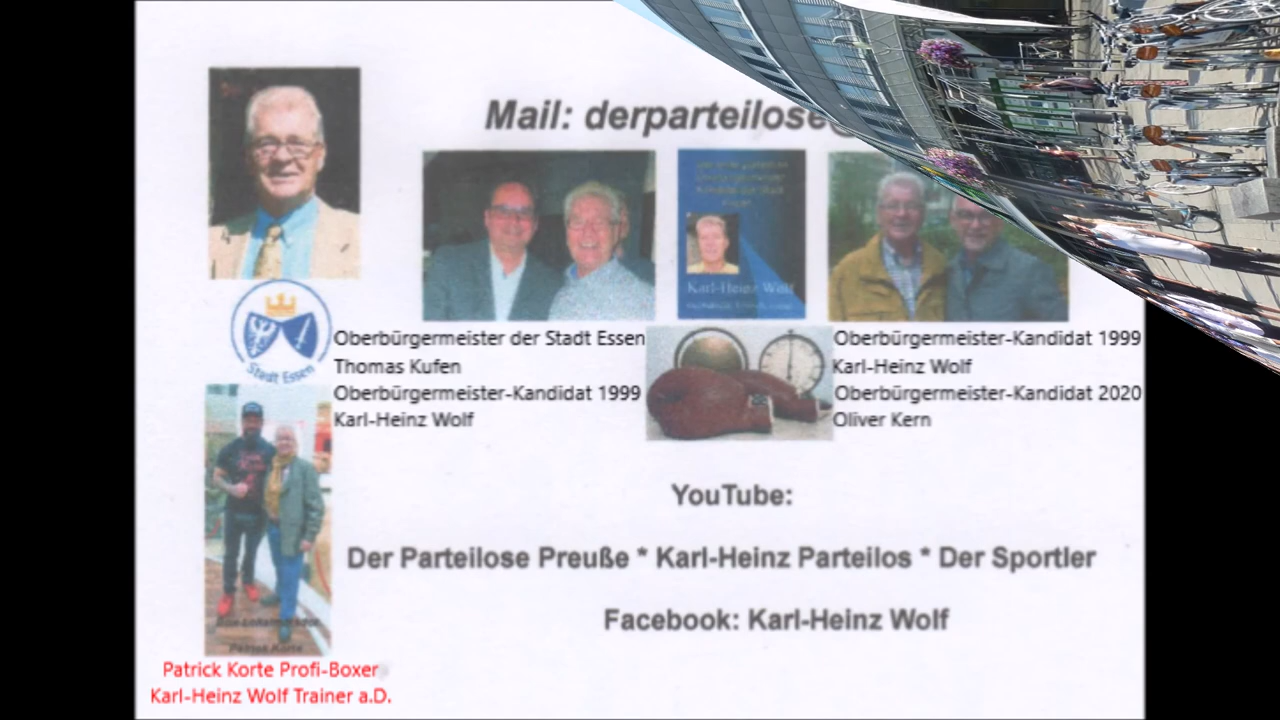 Mail: derparteilose@
Karl-Heinz Wolf
Stadt Essen
Oberbürgermeister der Stadt Essen
Thomas Kufen
Oberbürgermeister-Kandidat 1999
Karl-Heinz Wolf
Oberbürgermeister-Kandidat 1999
Karl-Heinz Wolf
Oberbürgermeister-Kandidat 2020
Oliver Kern
YouTube:
Der Parteilose Preuße * Karl-Heinz Parteilos * Der Sportler
Facebook: Karl-Heinz Wolf
Patrick Korte
Patrick Korte Profi-Boxer
Karl-Heinz Wolf Trainer a.D.